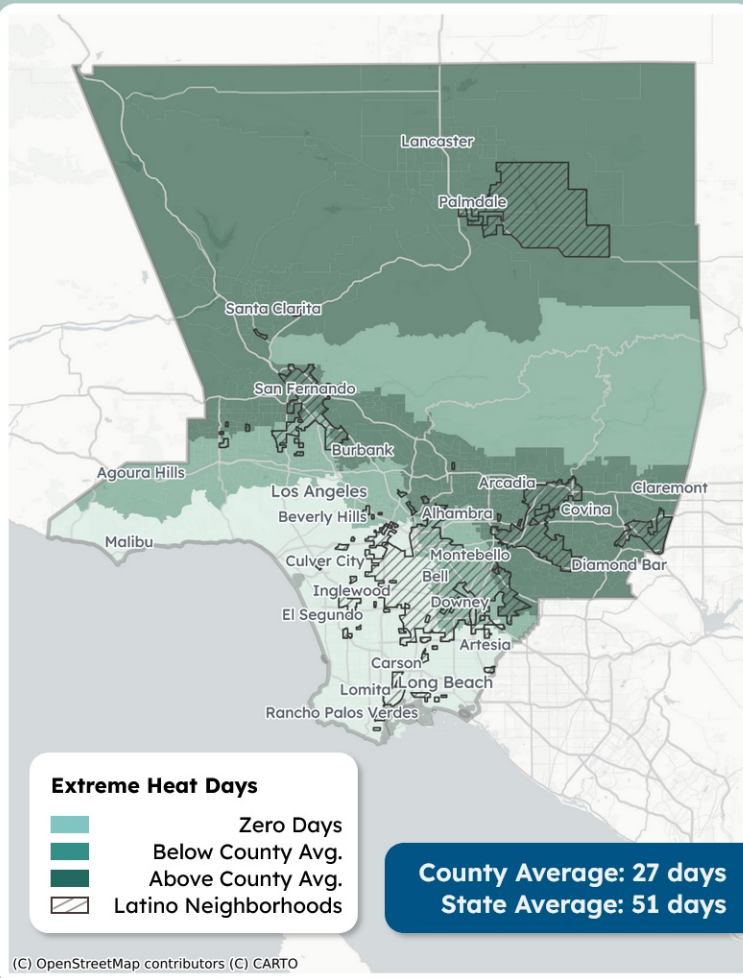 Lancaster
Palmdale
Santa Clarita
San Fernando
Burbank
Agoura Hills
Los Angeles
Arcadia
Claremont
Beverly Hills
Alhambra
Covina
Malibu
Culver City
Montebello
Diamond Bar
Bell
Inglewood
Downey
El Segundo
Artesia
Carson
Lomita
Long Beach
Rancho Palos Verdes
Extreme Heat Days
Zero Days
Below County Avg.
Above County Avg.
Latino Neighborhoods
County Average: 27 days
State Average: 51 days
(C) OpenStreetMap contributors (C) CARTO